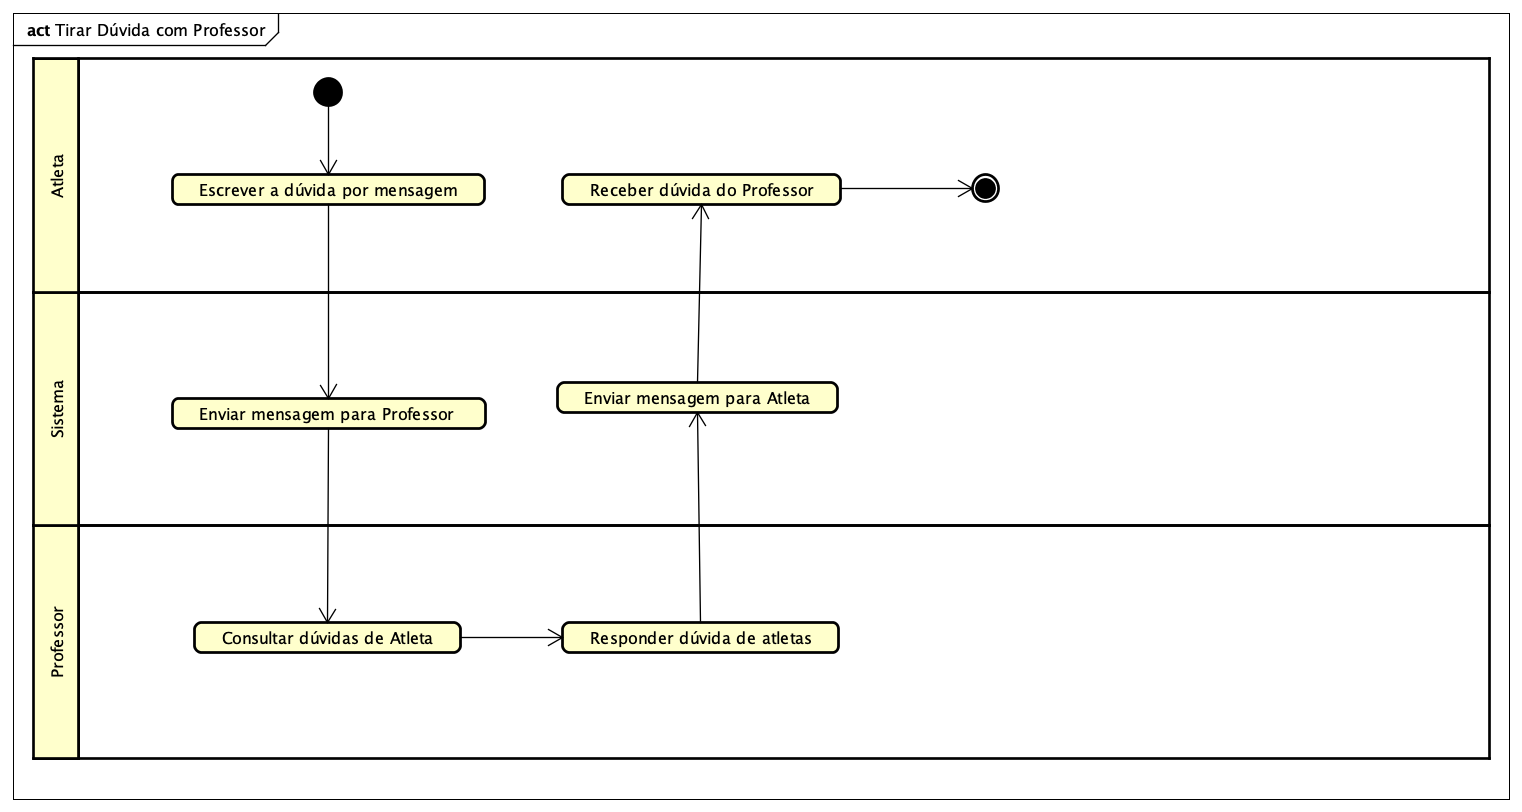 act Tirar Dúvida com Professor
Atleta
Escrever a dúvida por mensagem
Receber dúvida do Professor
Sistema
Enviar mensagem para Professor
Enviar mensagem para Atleta
Professor
Consultar dúvidas de Atleta
Responder dúvida de atletas